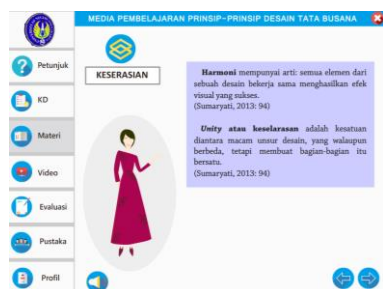 MEDIA PEMBELAJARAN PRINSIP-PRINSIP DESAIN TATA BUSANA
Petunjuk
KD
Materi
Video
Evaluasi
Pustaka
Profil
KESERASIAN
Harmoni mempunyai arti: semua elemen dari
sebuah desain bekerja sama menghasilkan efek
visual yang sukses.
(Sumaryati, 2013: 94)
Unity atau keselarasan adalah kesatuan
diantara macam unsur desain, yang walaupun
berbeda, tetapi membuat bagian-bagian itu
bersatu.
(Sumaryati, 2013: 94)